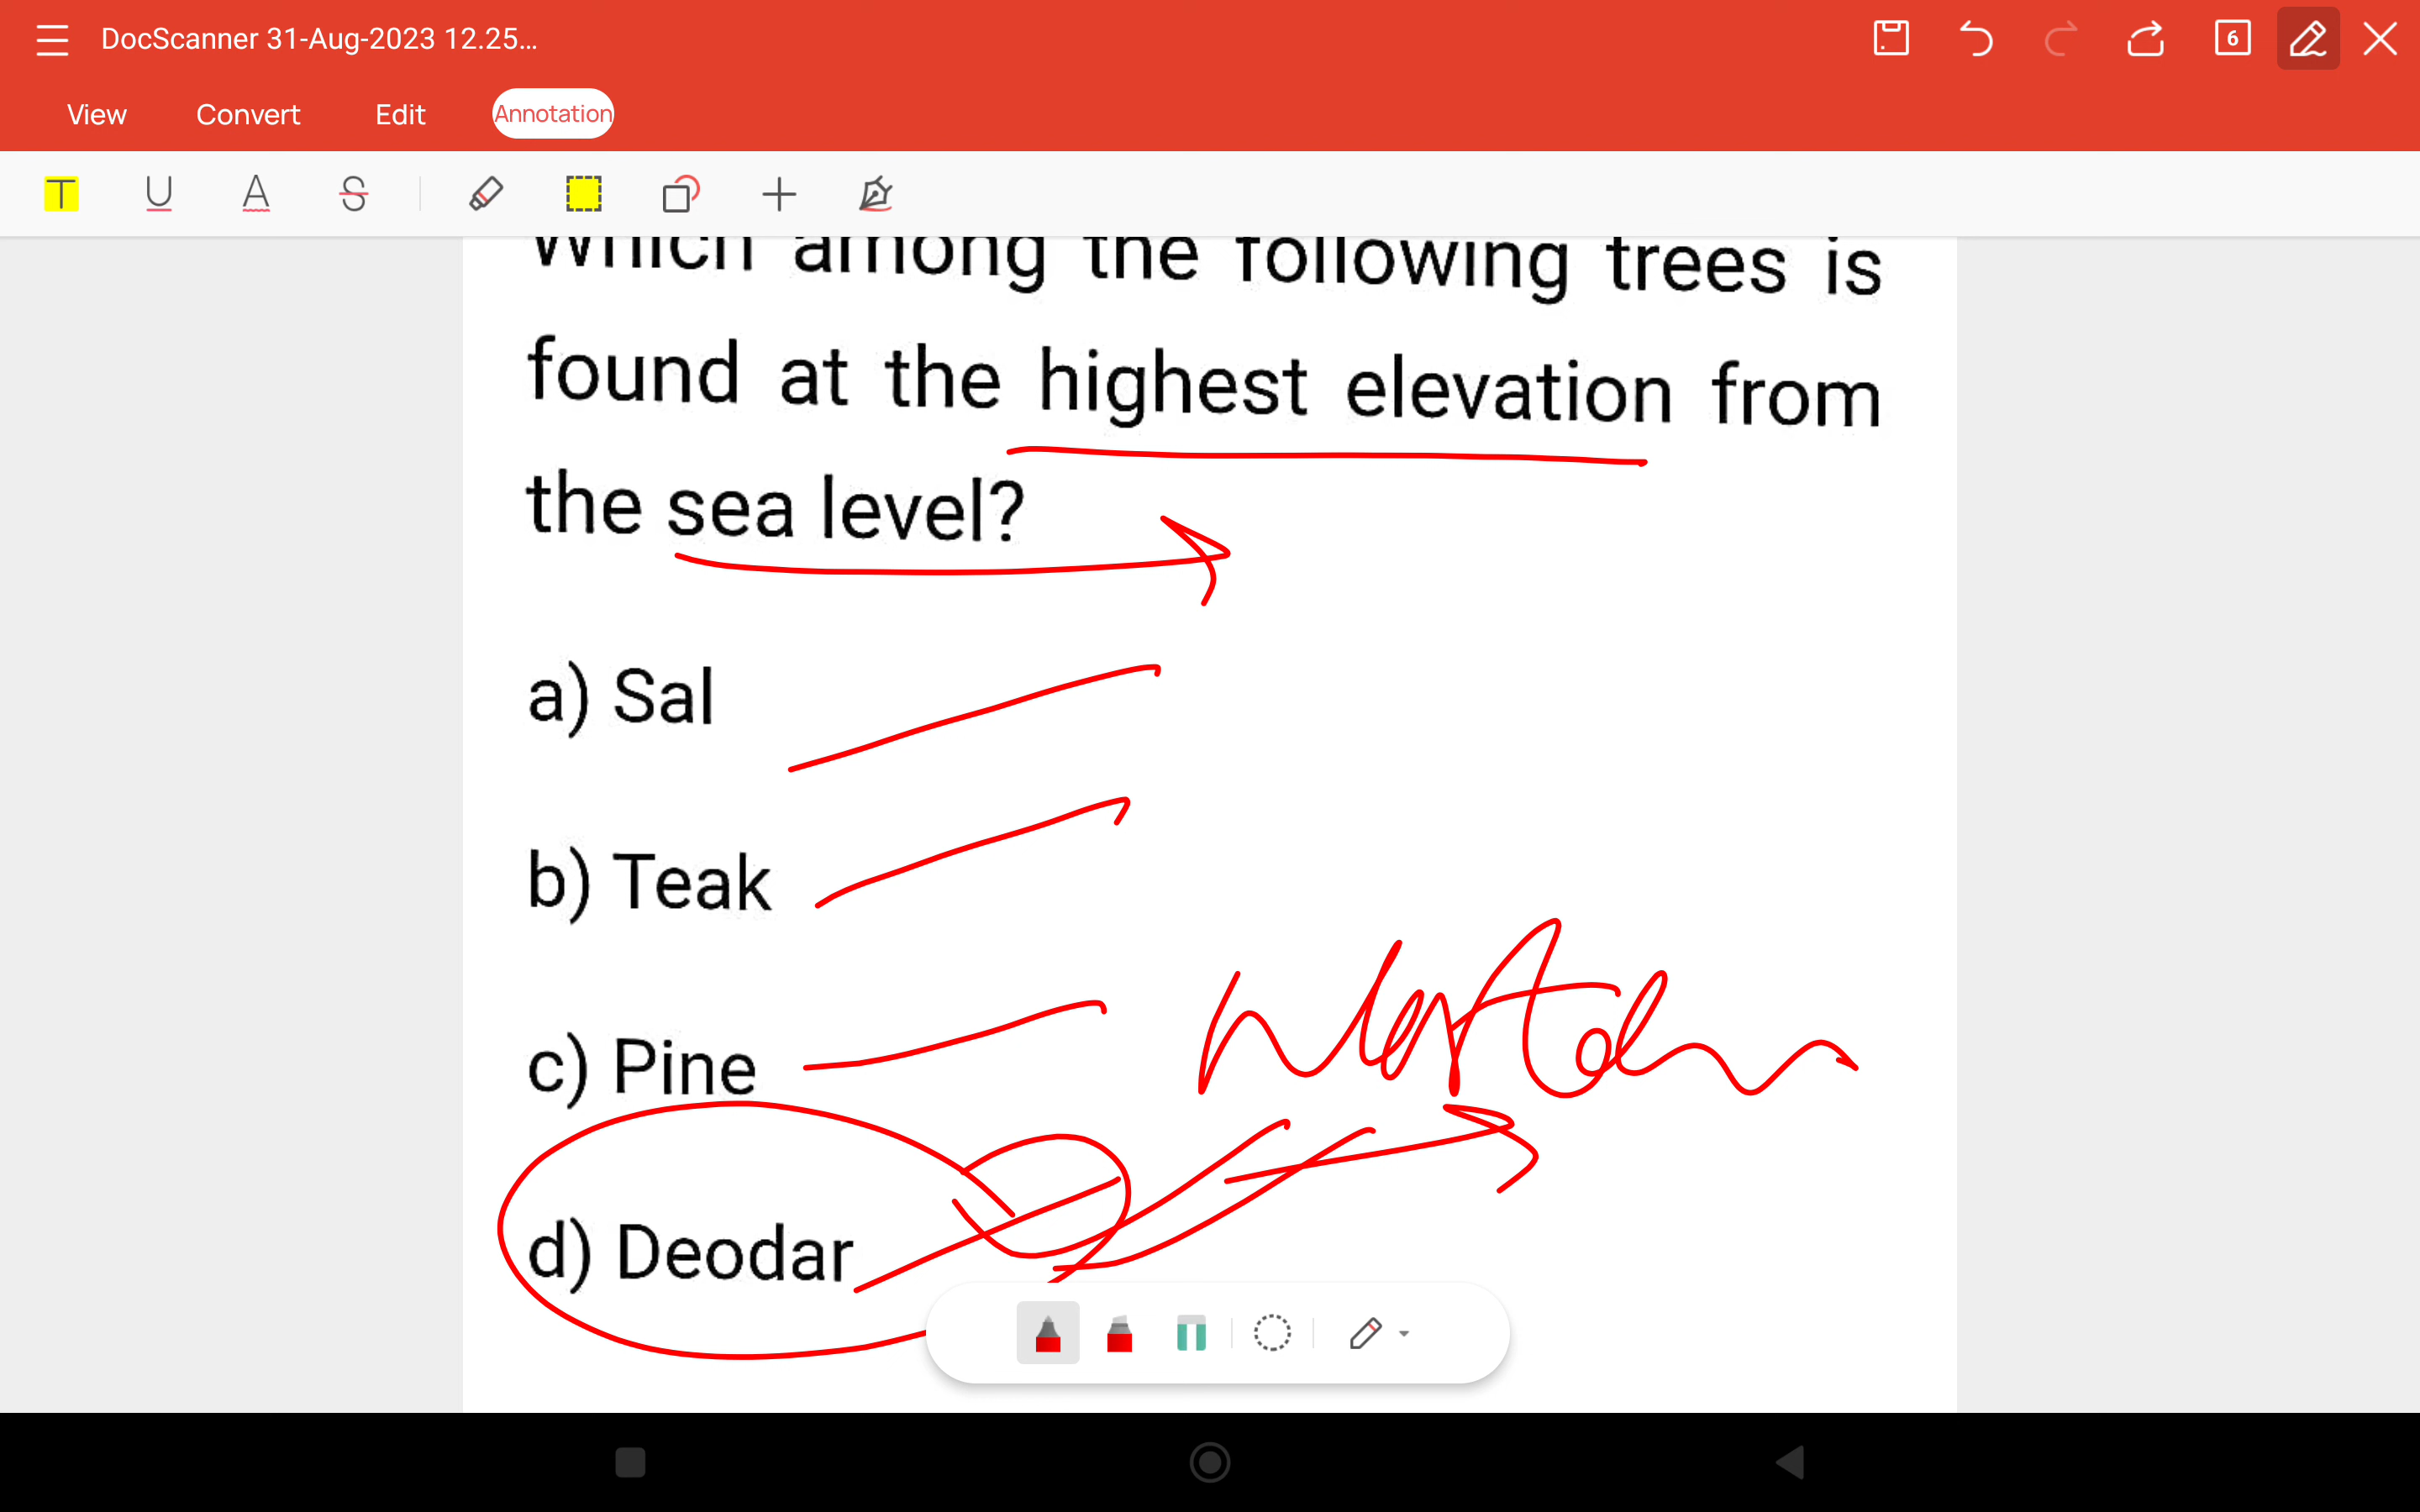 DocScanner 31-Aug-2023 12.25...
6
View Convert Edit Annotation
T U A S
Which among the following trees is
found at the highest elevation from
the sea level?
a) Sal
b) Teak
c) Pine
d) Deodar